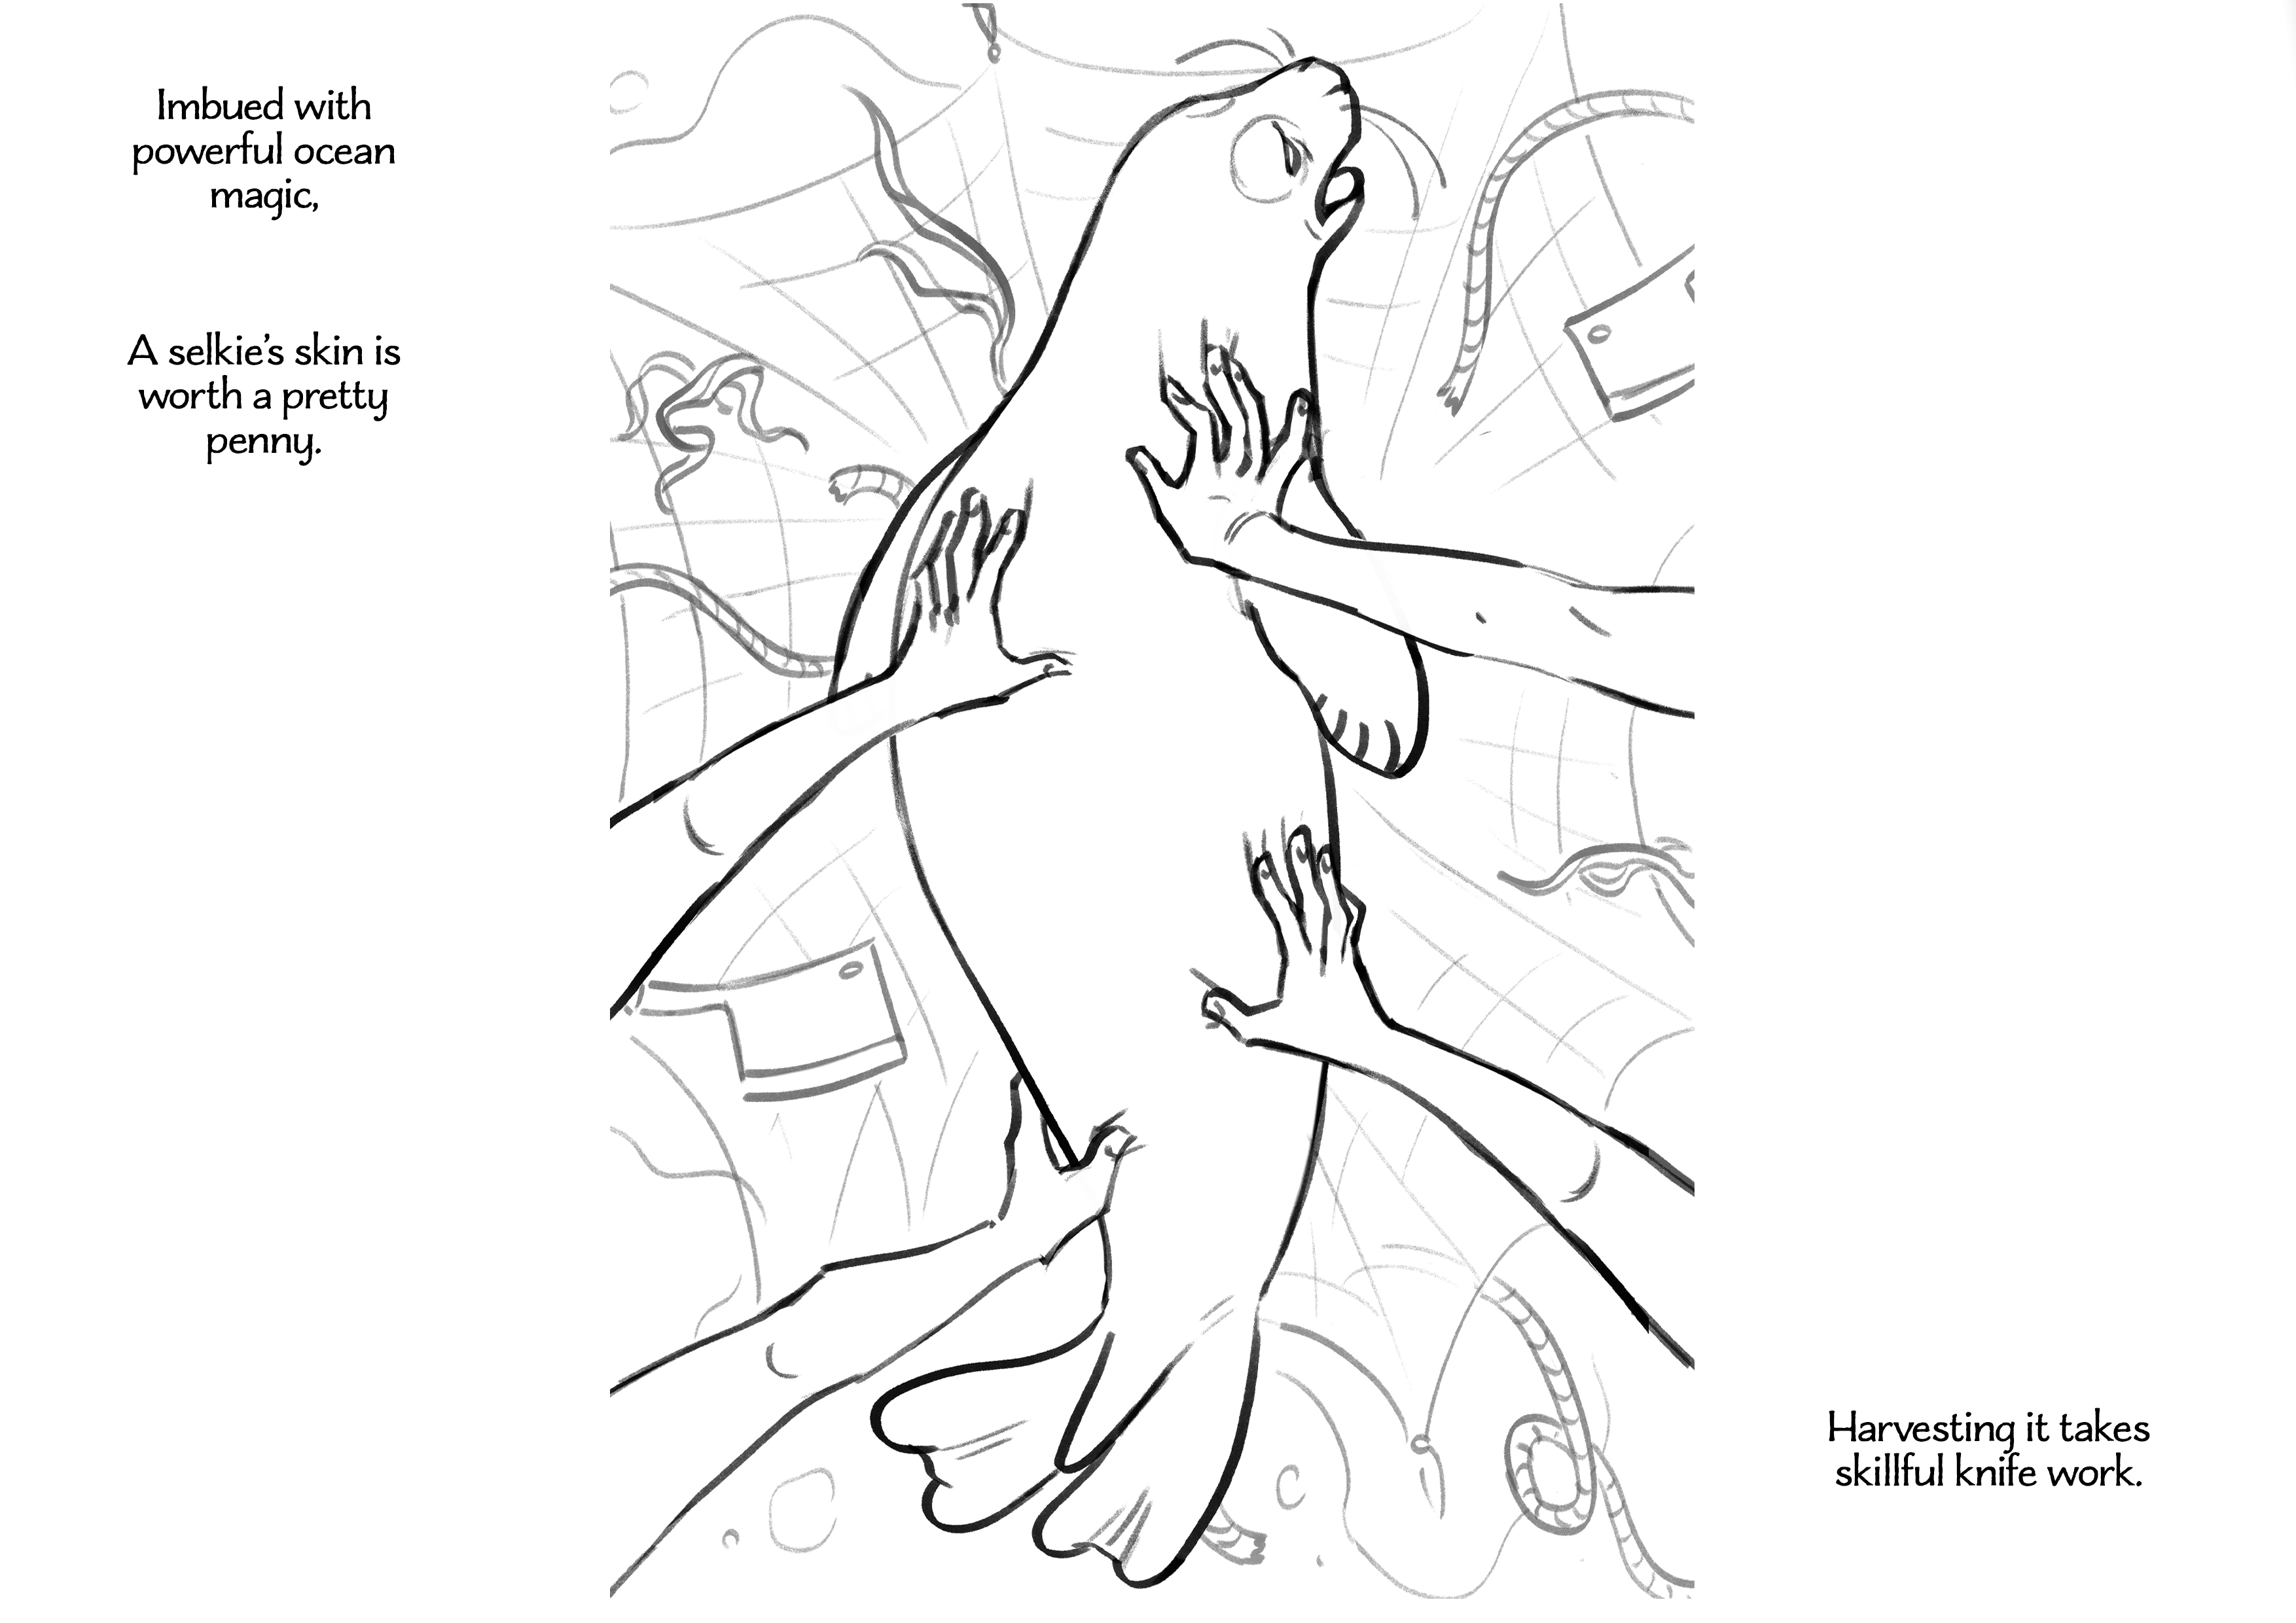 Imbued with
powerful ocean
magic,
A selkie’s skin is
worth a pretty
penny.
Harvesting it takes
skillful knife work.